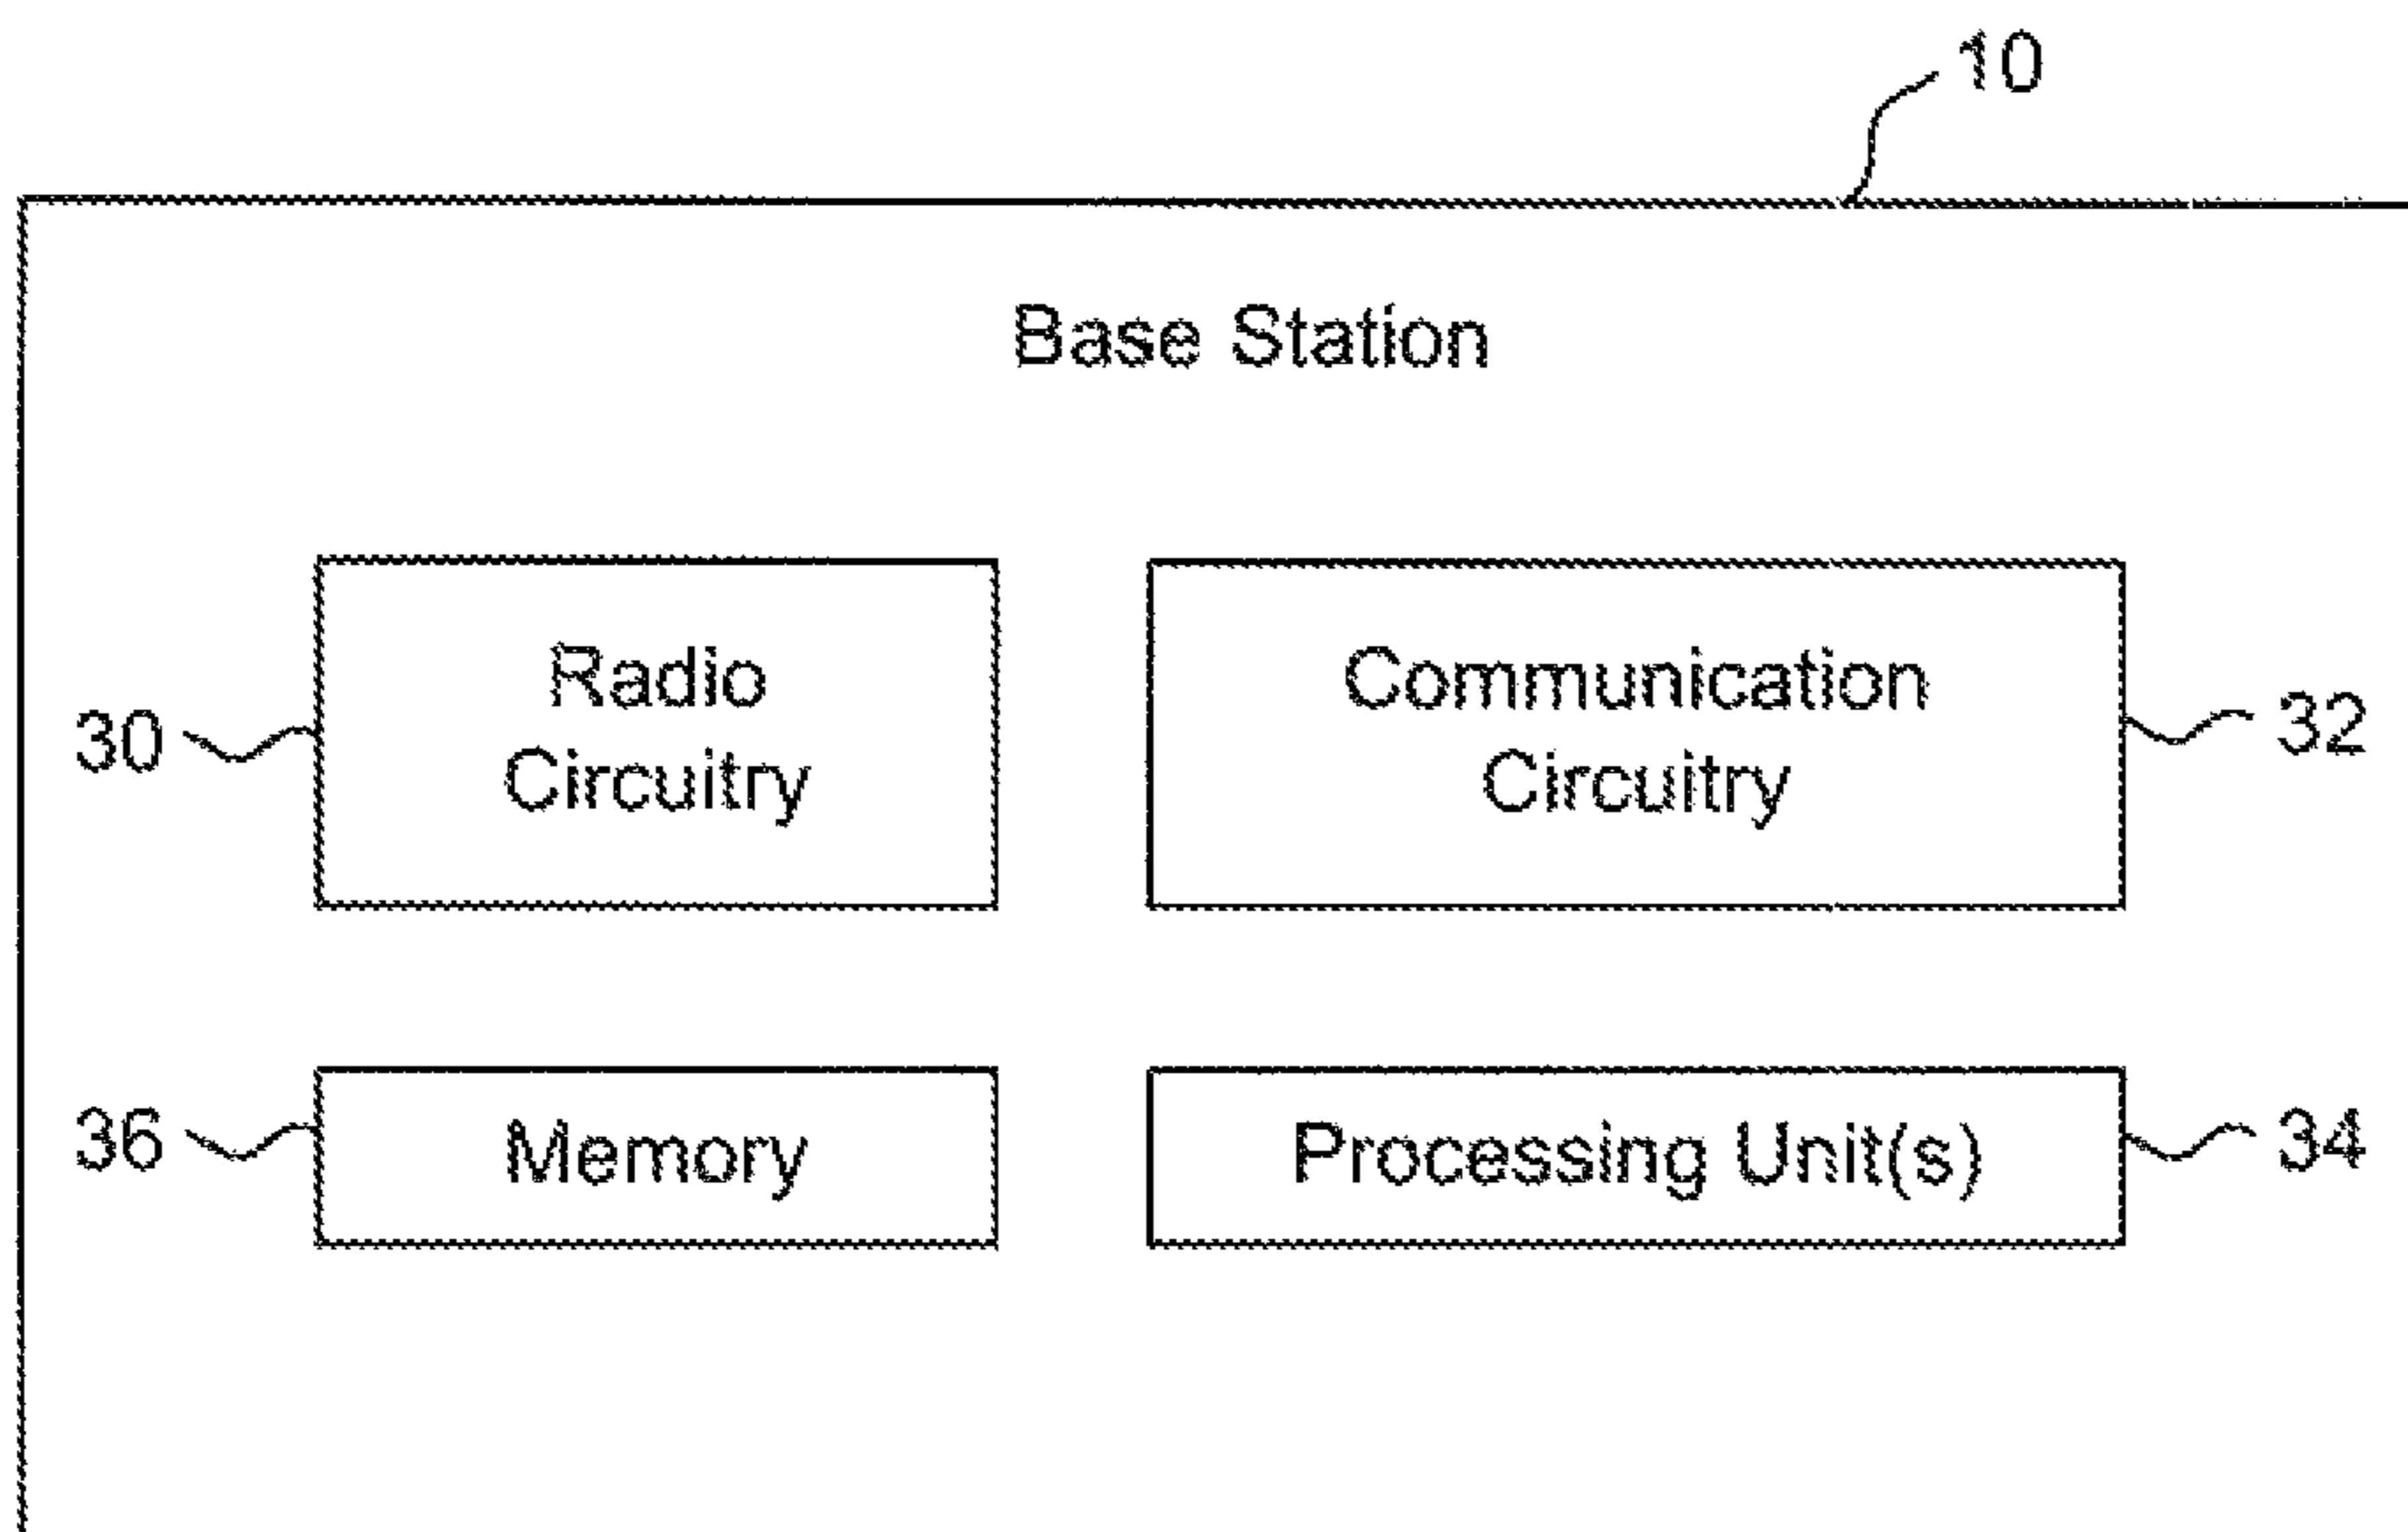 10
Base Station
Radio
Circuitry
30
Communication
Circuitry
32
36
Memory
Processing Unit(s)
34